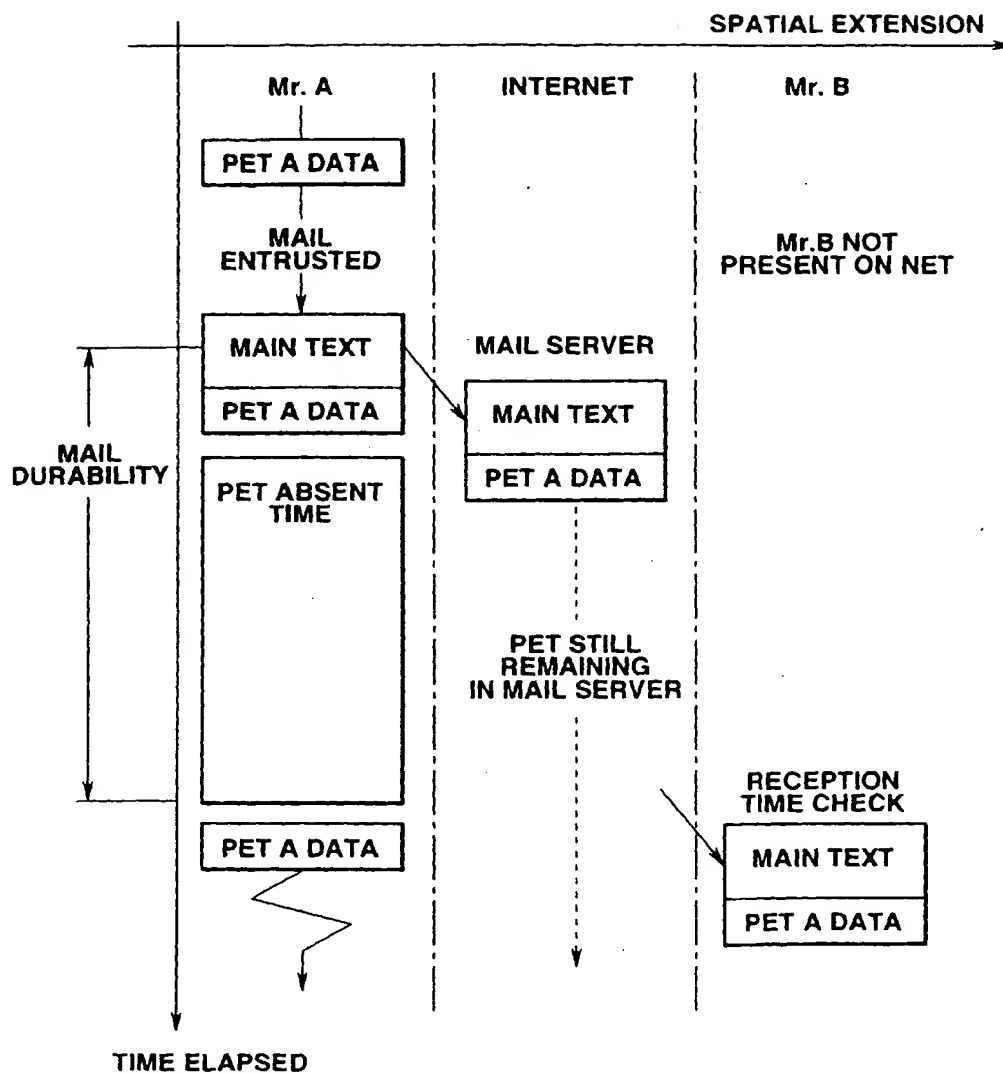 SPATIAL EXTENSION
Mr. A
INTERNET
Mr. B
PET A DATA
MAIL
ENTRUSTED
Mr.B NOT
PRESENT ON NET
MAIN TEXT
PET A DATA
MAIL SERVER
MAIN TEXT
PET A DATA
MAIL
DURABILITY
PET ABSENT
TIME
PET STILL
REMAINING
IN MAIL SERVER
RECEPTION
TIME CHECK
MAIN TEXT
PET A DATA
PET A DATA
TIME ELAPSED